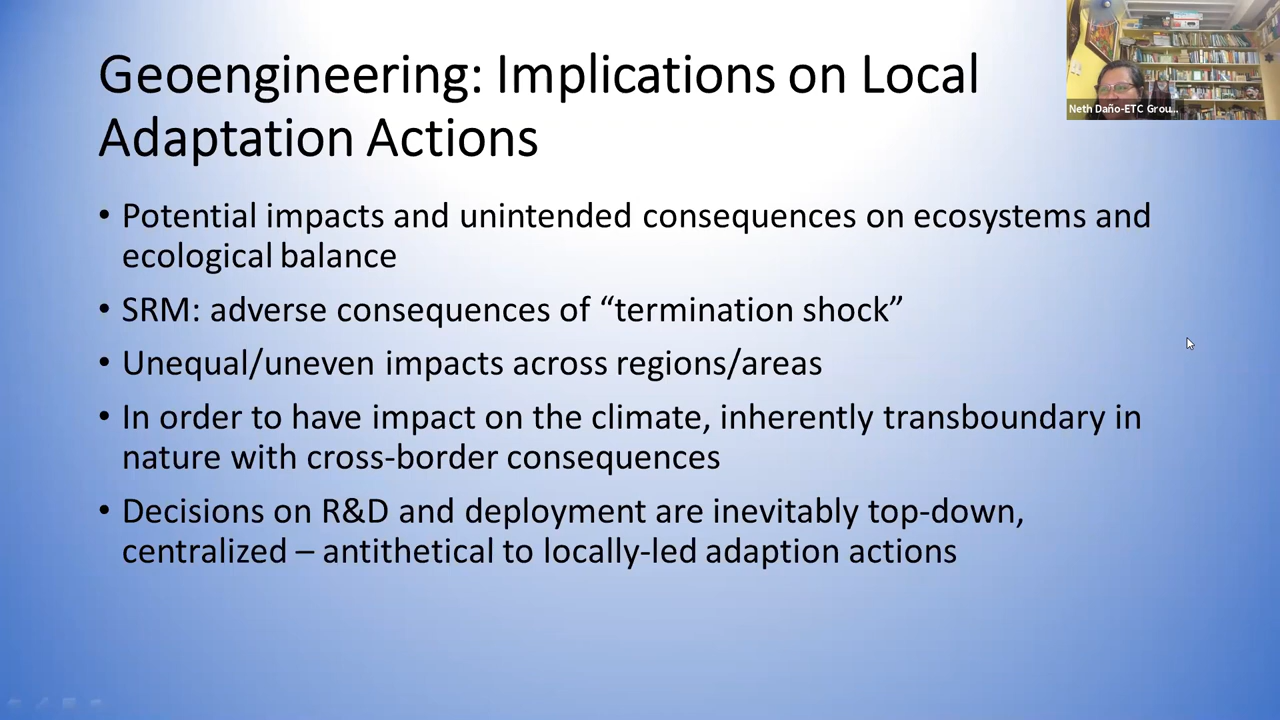 Geoengineering: Implications on Local
Adaptation Actions
Neth Daño-ETC Grou...
• Potential impacts and unintended consequences on ecosystems and
ecological balance
• SRM: adverse consequences of “termination shock”
• Unequal/uneven impacts across regions/areas
• In order to have impact on the climate, inherently transboundary in
nature with cross-border consequences
• Decisions on R&D and deployment are inevitably top-down,
centralized – antithetical to locally-led adaption actions